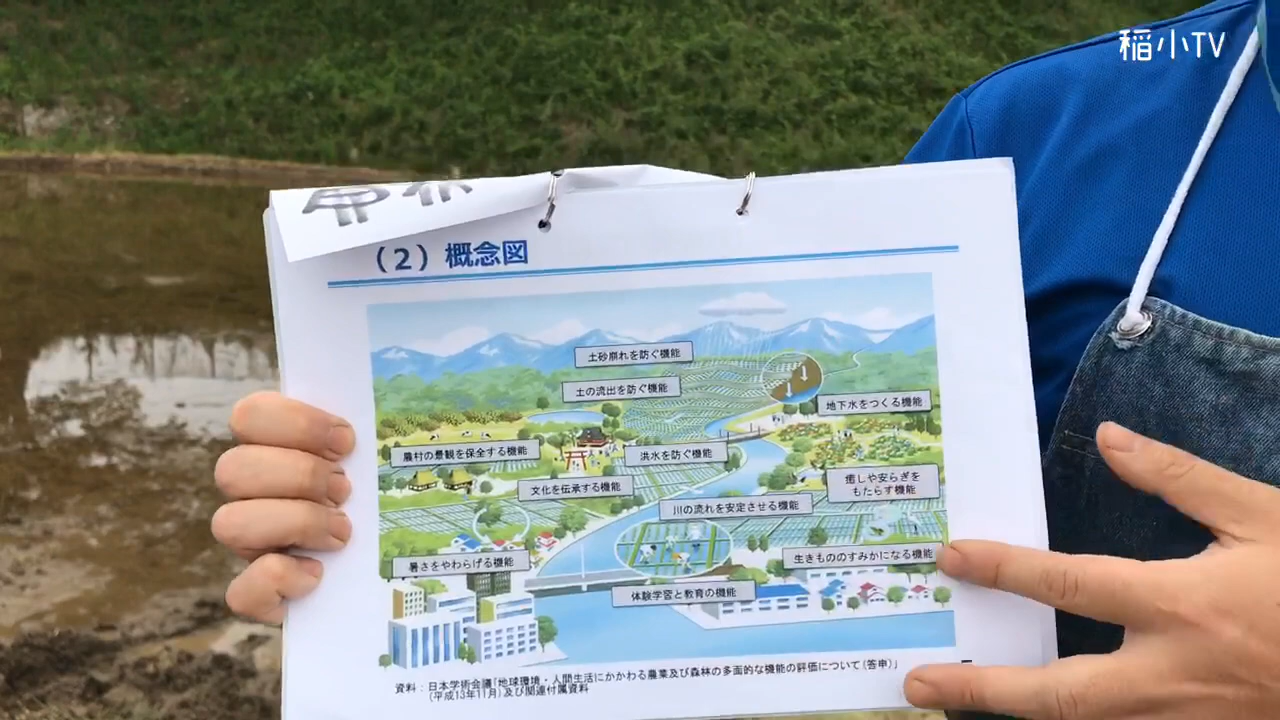 稲小TV
(2) 概念図
土砂崩れを防ぐ機能
土の流出を防ぐ機能
地下水をつくる機能
農村の景観を保全する機能
洪水を防ぐ機能
文化を伝承する機能
癒しや安らぎを
もたらす機能
川の流れを安定させる機能
暑さをやわらげる機能
生きもののすみかになる機能
体験学習と教育の機能
資料：日本学術会議「地球環境・人間生活にかかわる農業及び森林の多面的な機能の評価について(答申)」
(平成13年11月)及び関連付属資料